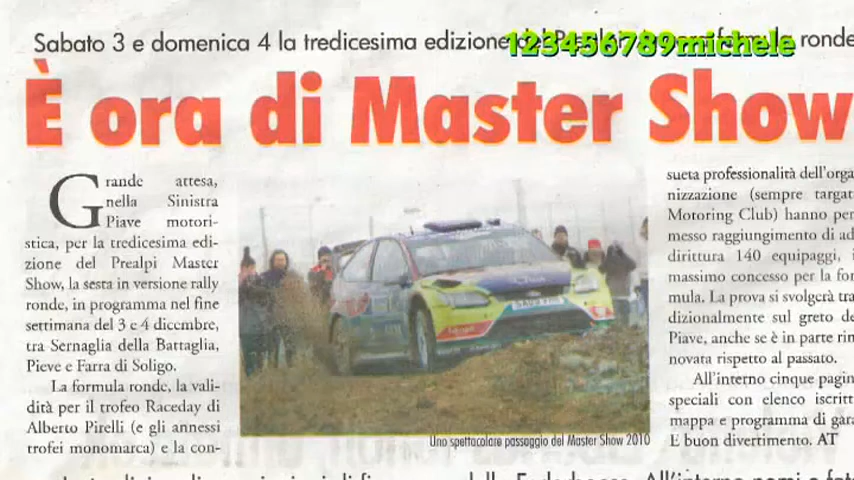 Sabato 3 e domenica 4 la tredicesima edizione del Prealpi formula ronde
123456789michele
È ora di Master Show
Grande attesa,
nella Sinistra
Piave motori-
stica, per la tredicesima edi-
zione del Prealpi Master
Show, la sesta in versione rally
ronde, in programma nel fine
settimana del 3 e 4 dicembre,
tra Sernaglia della Battaglia,
Pieve e Farra di Soligo.
La formula ronde, la vali-
dità per il trofeo Raceday di
Alberto Pirelli (e gli annessi
trofei monomarca) e la con-
Uno spettacolare passaggio del Master Show 2010
sueta professionalità dell'orga
nizzazione (sempre targat
Motoring Club) hanno per
messo raggiungimento di ad
dirittura 140 equipaggi, i
massimo concesso per la for
mula. La prova si svolgerà tra
dizionalmente sul greto de
Piave, anche se è in parte rin
novata rispetto al passato.
All'interno cinque pagin
speciali con elenco iscritt
mappa e programma di gara
E buon divertimento. AT